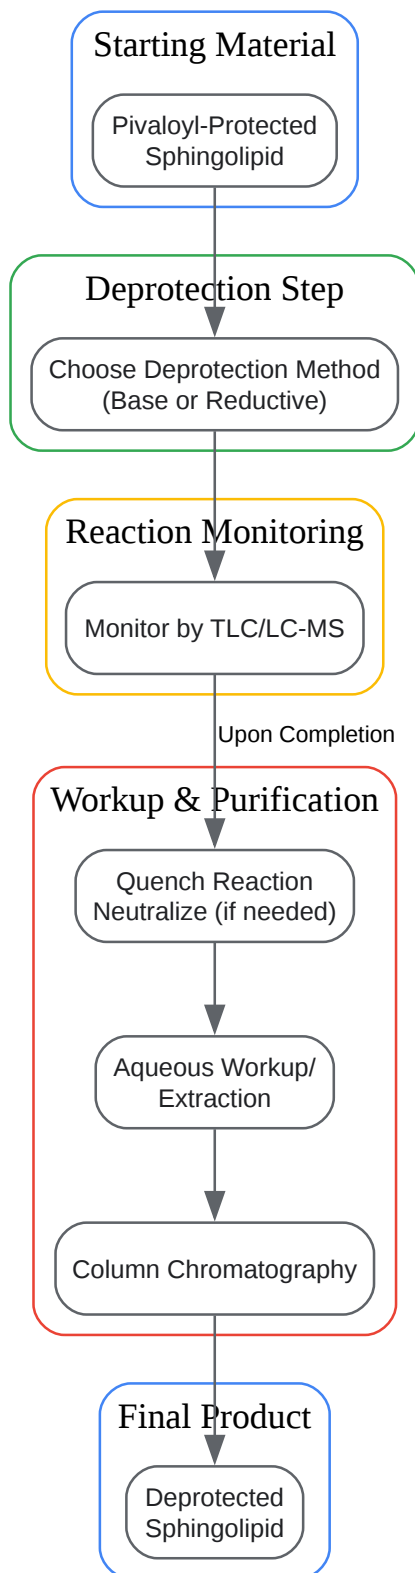 Starting Material
Pivaloyl-Protected
Sphingolipid
Deprotection Step
Choose Deprotection Method
(Base or Reductive)
Reaction Monitoring
Monitor by TLC/LC-MS
Upon Completion
Workup & Purification
Quench Reaction
Neutralize (if needed)
Aqueous Workup/
Extraction
Column Chromatography
Final Product
Deprotected
Sphingolipid